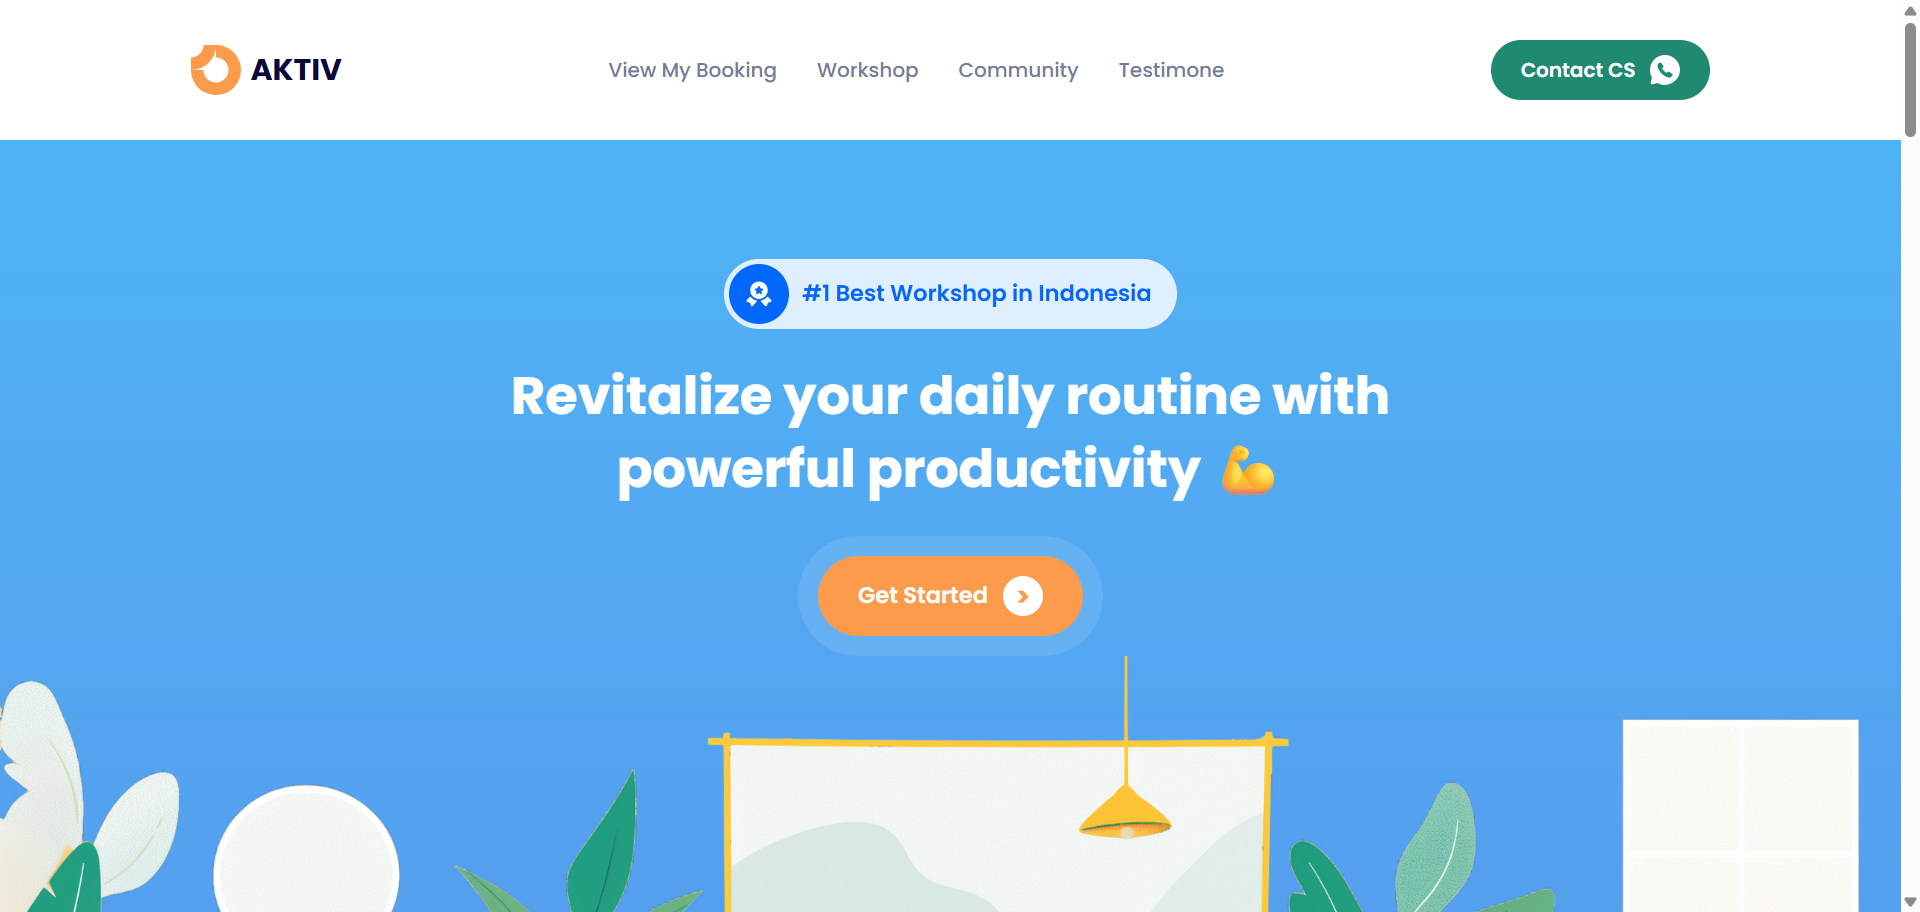 AKTIV
View My Booking
Workshop
Community
Testimone
Contact CS
#1 Best Workshop in Indonesia
Revitalize your daily routine with
powerful productivity 💪
Get Started